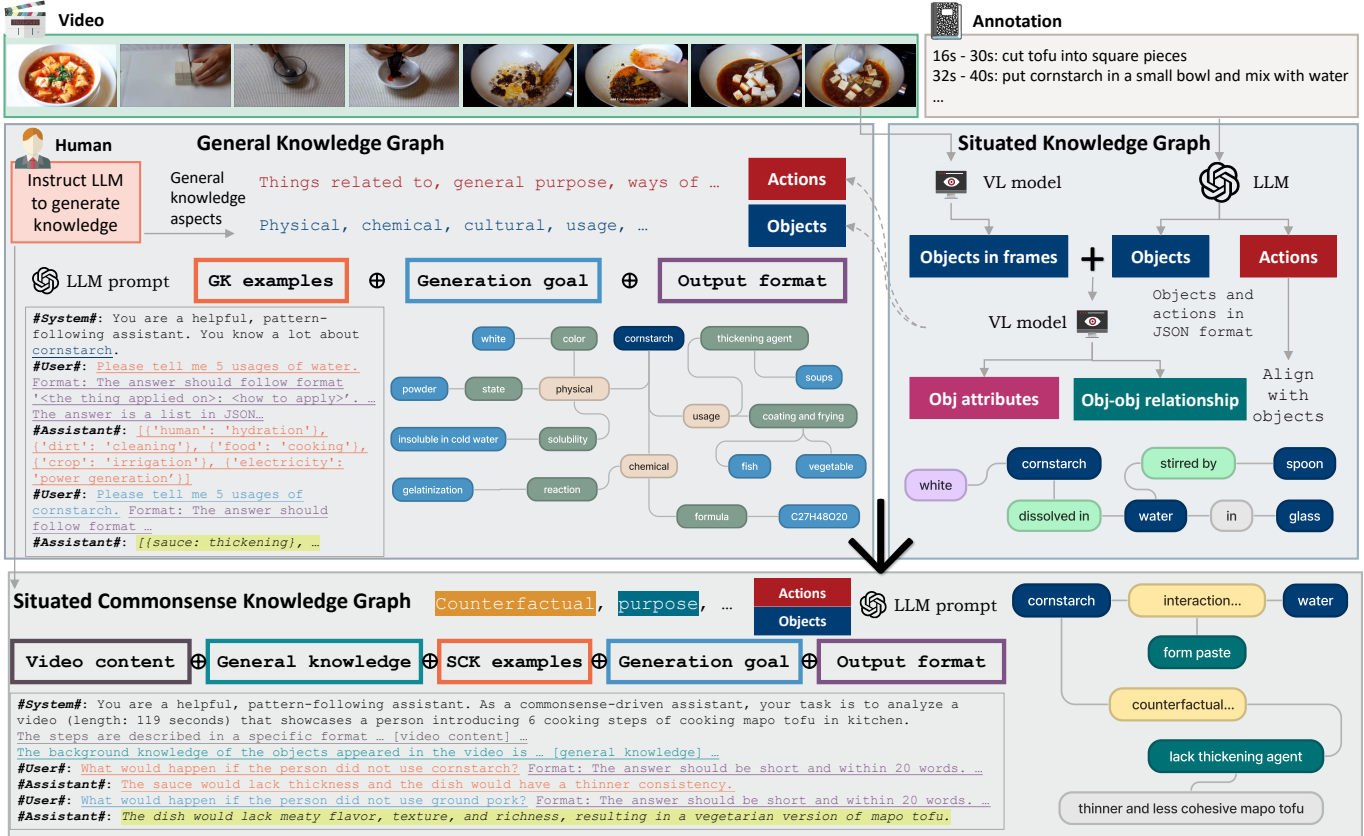 Video
Annotation
16s - 30s: cut tofu into square pieces
32s - 40s: put cornstarch in a small bowl and mix with water
...
Human
Instruct LLM
to generate
knowledge
General Knowledge Graph
General
knowledge
aspects
Things related to, general purpose, ways of …
Physical, chemical, cultural, usage, …
Actions
Objects
LLM prompt
GK examples
⊕
Generation goal
⊕
Output format
#System#: You are a helpful, pattern-
following assistant. You know a lot about
cornstarch.
#User#: Please tell me 5 usages of water.
Format: The answer should follow format
'<the thing applied on>: <how to apply>'. …
The answer is a list in JSON…
#Assistant#: [{'human': 'hydration'},
{'dirt': 'cleaning'}, {'food': 'cooking'},
{'crop': 'irrigation'}, {'electricity':
'power generation'}]
#User#: Please tell me 5 usages of
cornstarch. Format: The answer should
follow format …
#Assistant#: [{sauce: thickening}, …
white
color
cornstarch
thickening agent
powder
state
physical
soups
usage
coating and frying
insoluble in cold water
solubility
chemical
fish
vegetable
gelatinization
reaction
formula
C27H48O20
Situated Knowledge Graph
VL model
LLM
Objects in frames
+
Objects
Actions
VL model
Objects and
actions in
JSON format
Obj attributes
Obj-obj relationship
Align
with
objects
white
cornstarch
stirred by
spoon
dissolved in
water
in
glass
Situated Commonsense Knowledge Graph
Counterfactual, purpose, …
Actions
Objects
LLM prompt
Video content
⊕
General knowledge
⊕
SCK examples
⊕
Generation goal
⊕
Output format
#System#: You are a helpful, pattern-following assistant. As a commonsense-driven assistant, your task is to analyze a
video (length: 119 seconds) that showcases a person introducing 6 cooking steps of cooking mapo tofu in kitchen.
The steps are described in a specific format … [video content] …
The background knowledge of the objects appeared in the video is … [general knowledge] …
#User#: What would happen if the person did not use cornstarch? Format: The answer should be short and within 20 words. …
#Assistant#: The sauce would lack thickness and the dish would have a thinner consistency.
#User#: What would happen if the person did not use ground pork? Format: The answer should be short and within 20 words. …
#Assistant#: The dish would lack meaty flavor, texture, and richness, resulting in a vegetarian version of mapo tofu.
cornstarch
interaction...
water
form paste
counterfactual...
lack thickening agent
thinner and less cohesive mapo tofu